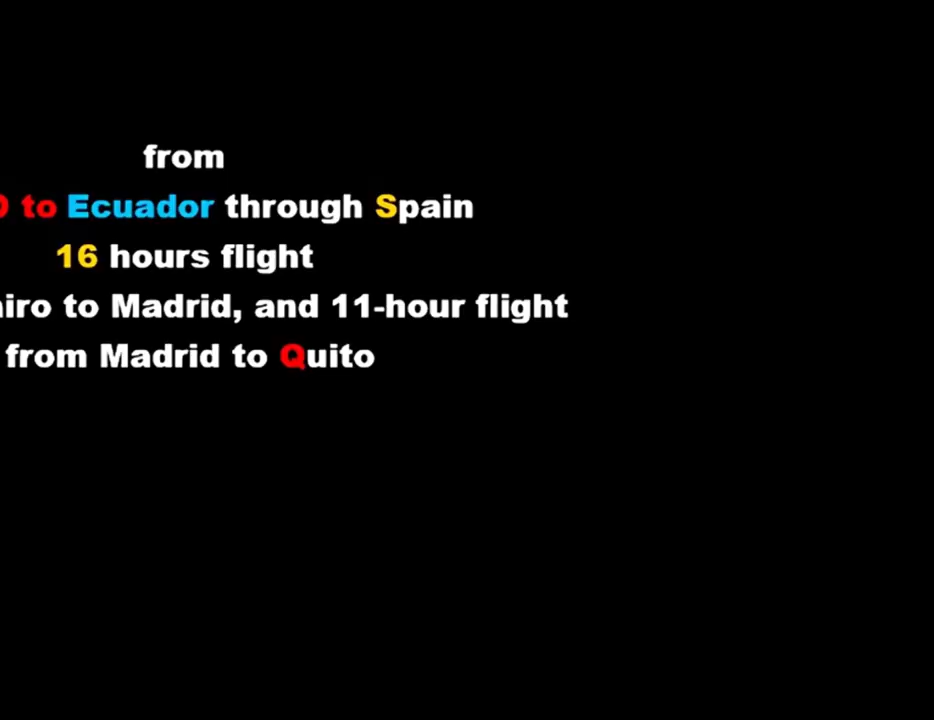 from
to Ecuador through Spain
16 hours flight
to Madrid, and 11-hour flight
from Madrid to Quito